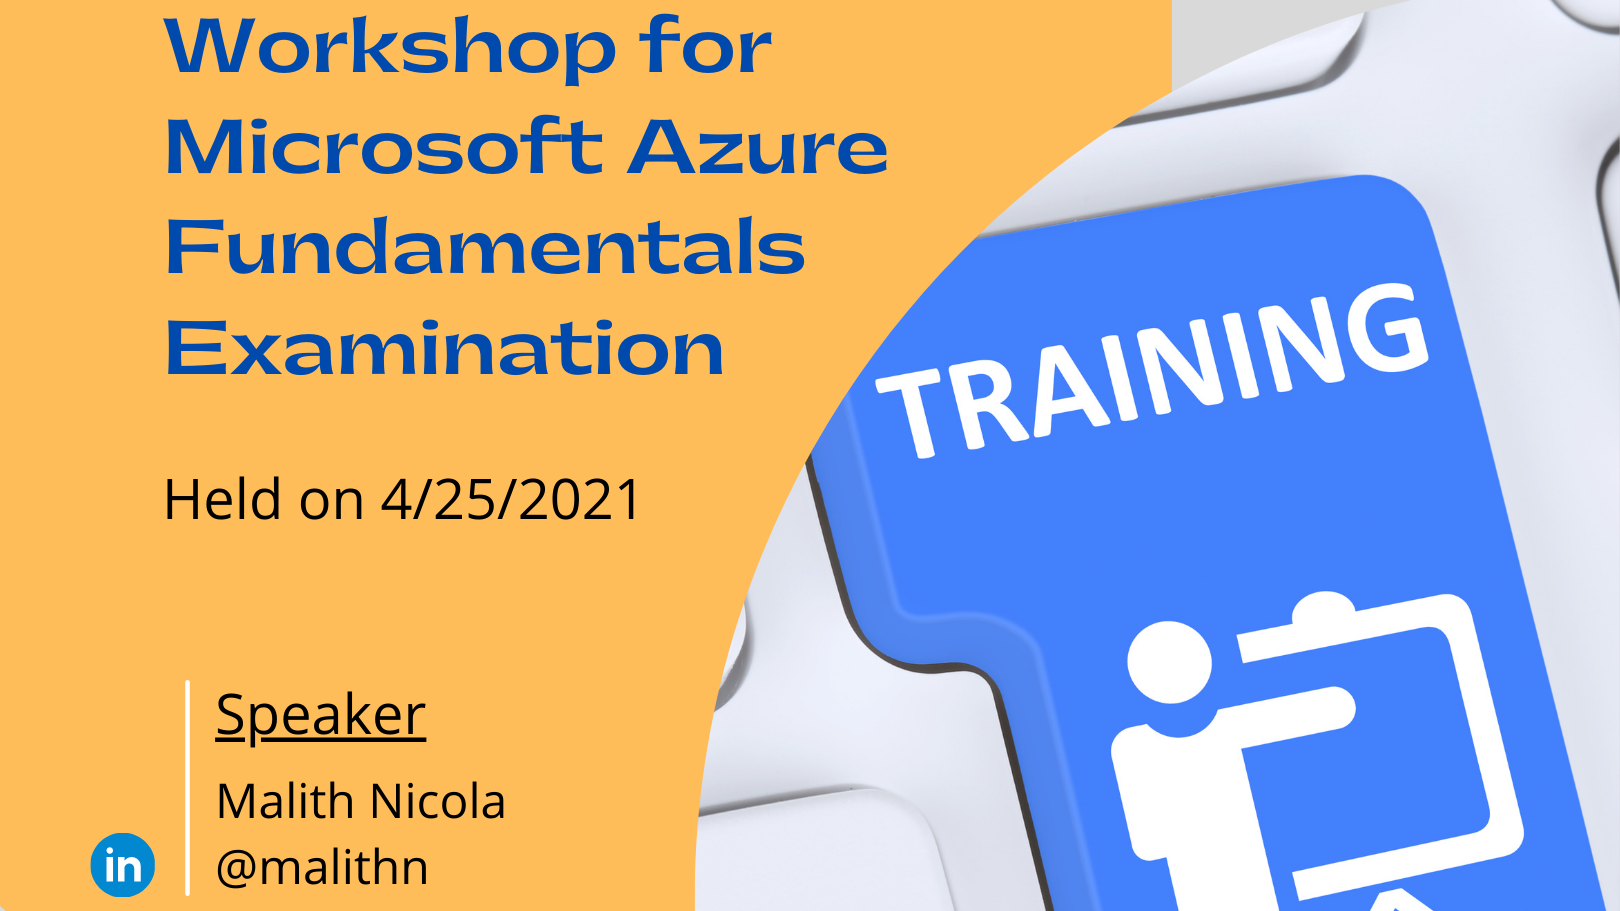 Workshop for
Microsoft Azure
Fundamentals
Examination
Held on 4/25/2021
TRAINING
Speaker
Malith Nicola
in
@malithn